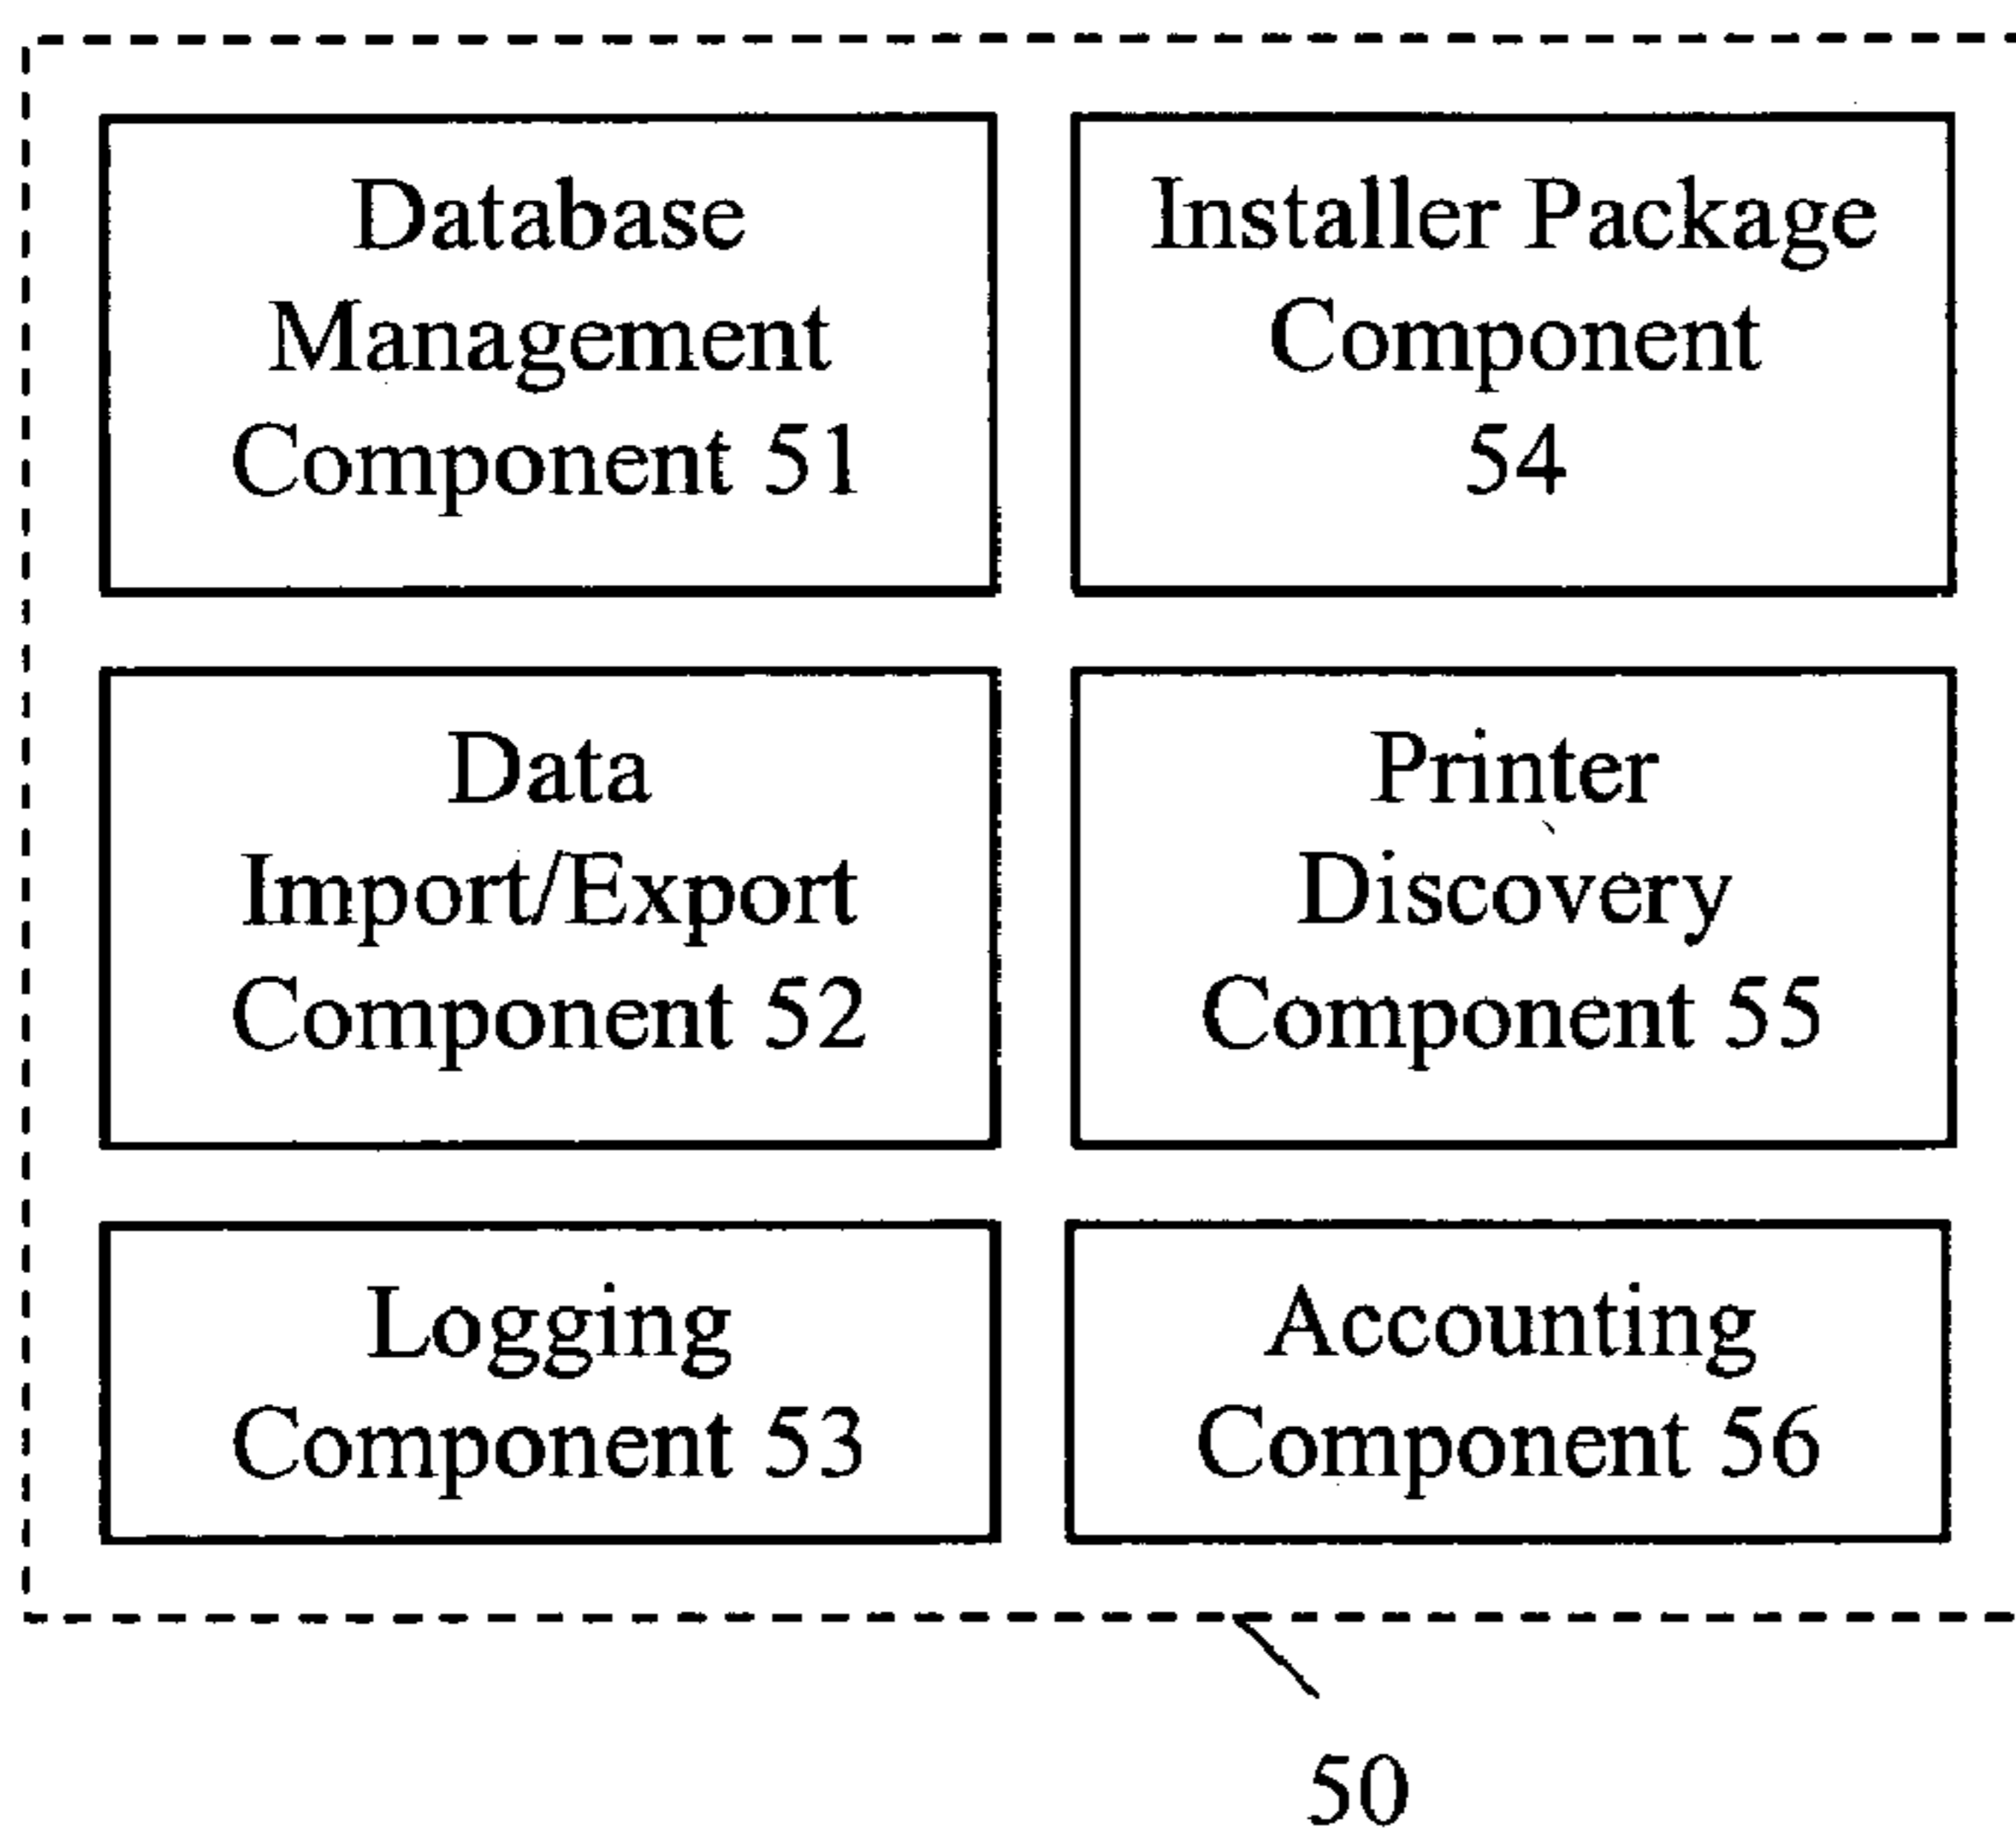 Database
Management
Component 51
Installer Package
Component
54
Data
Import/Export
Component 52
Printer
Discovery
Component 55
Logging
Component 53
Accounting
Component 56
50